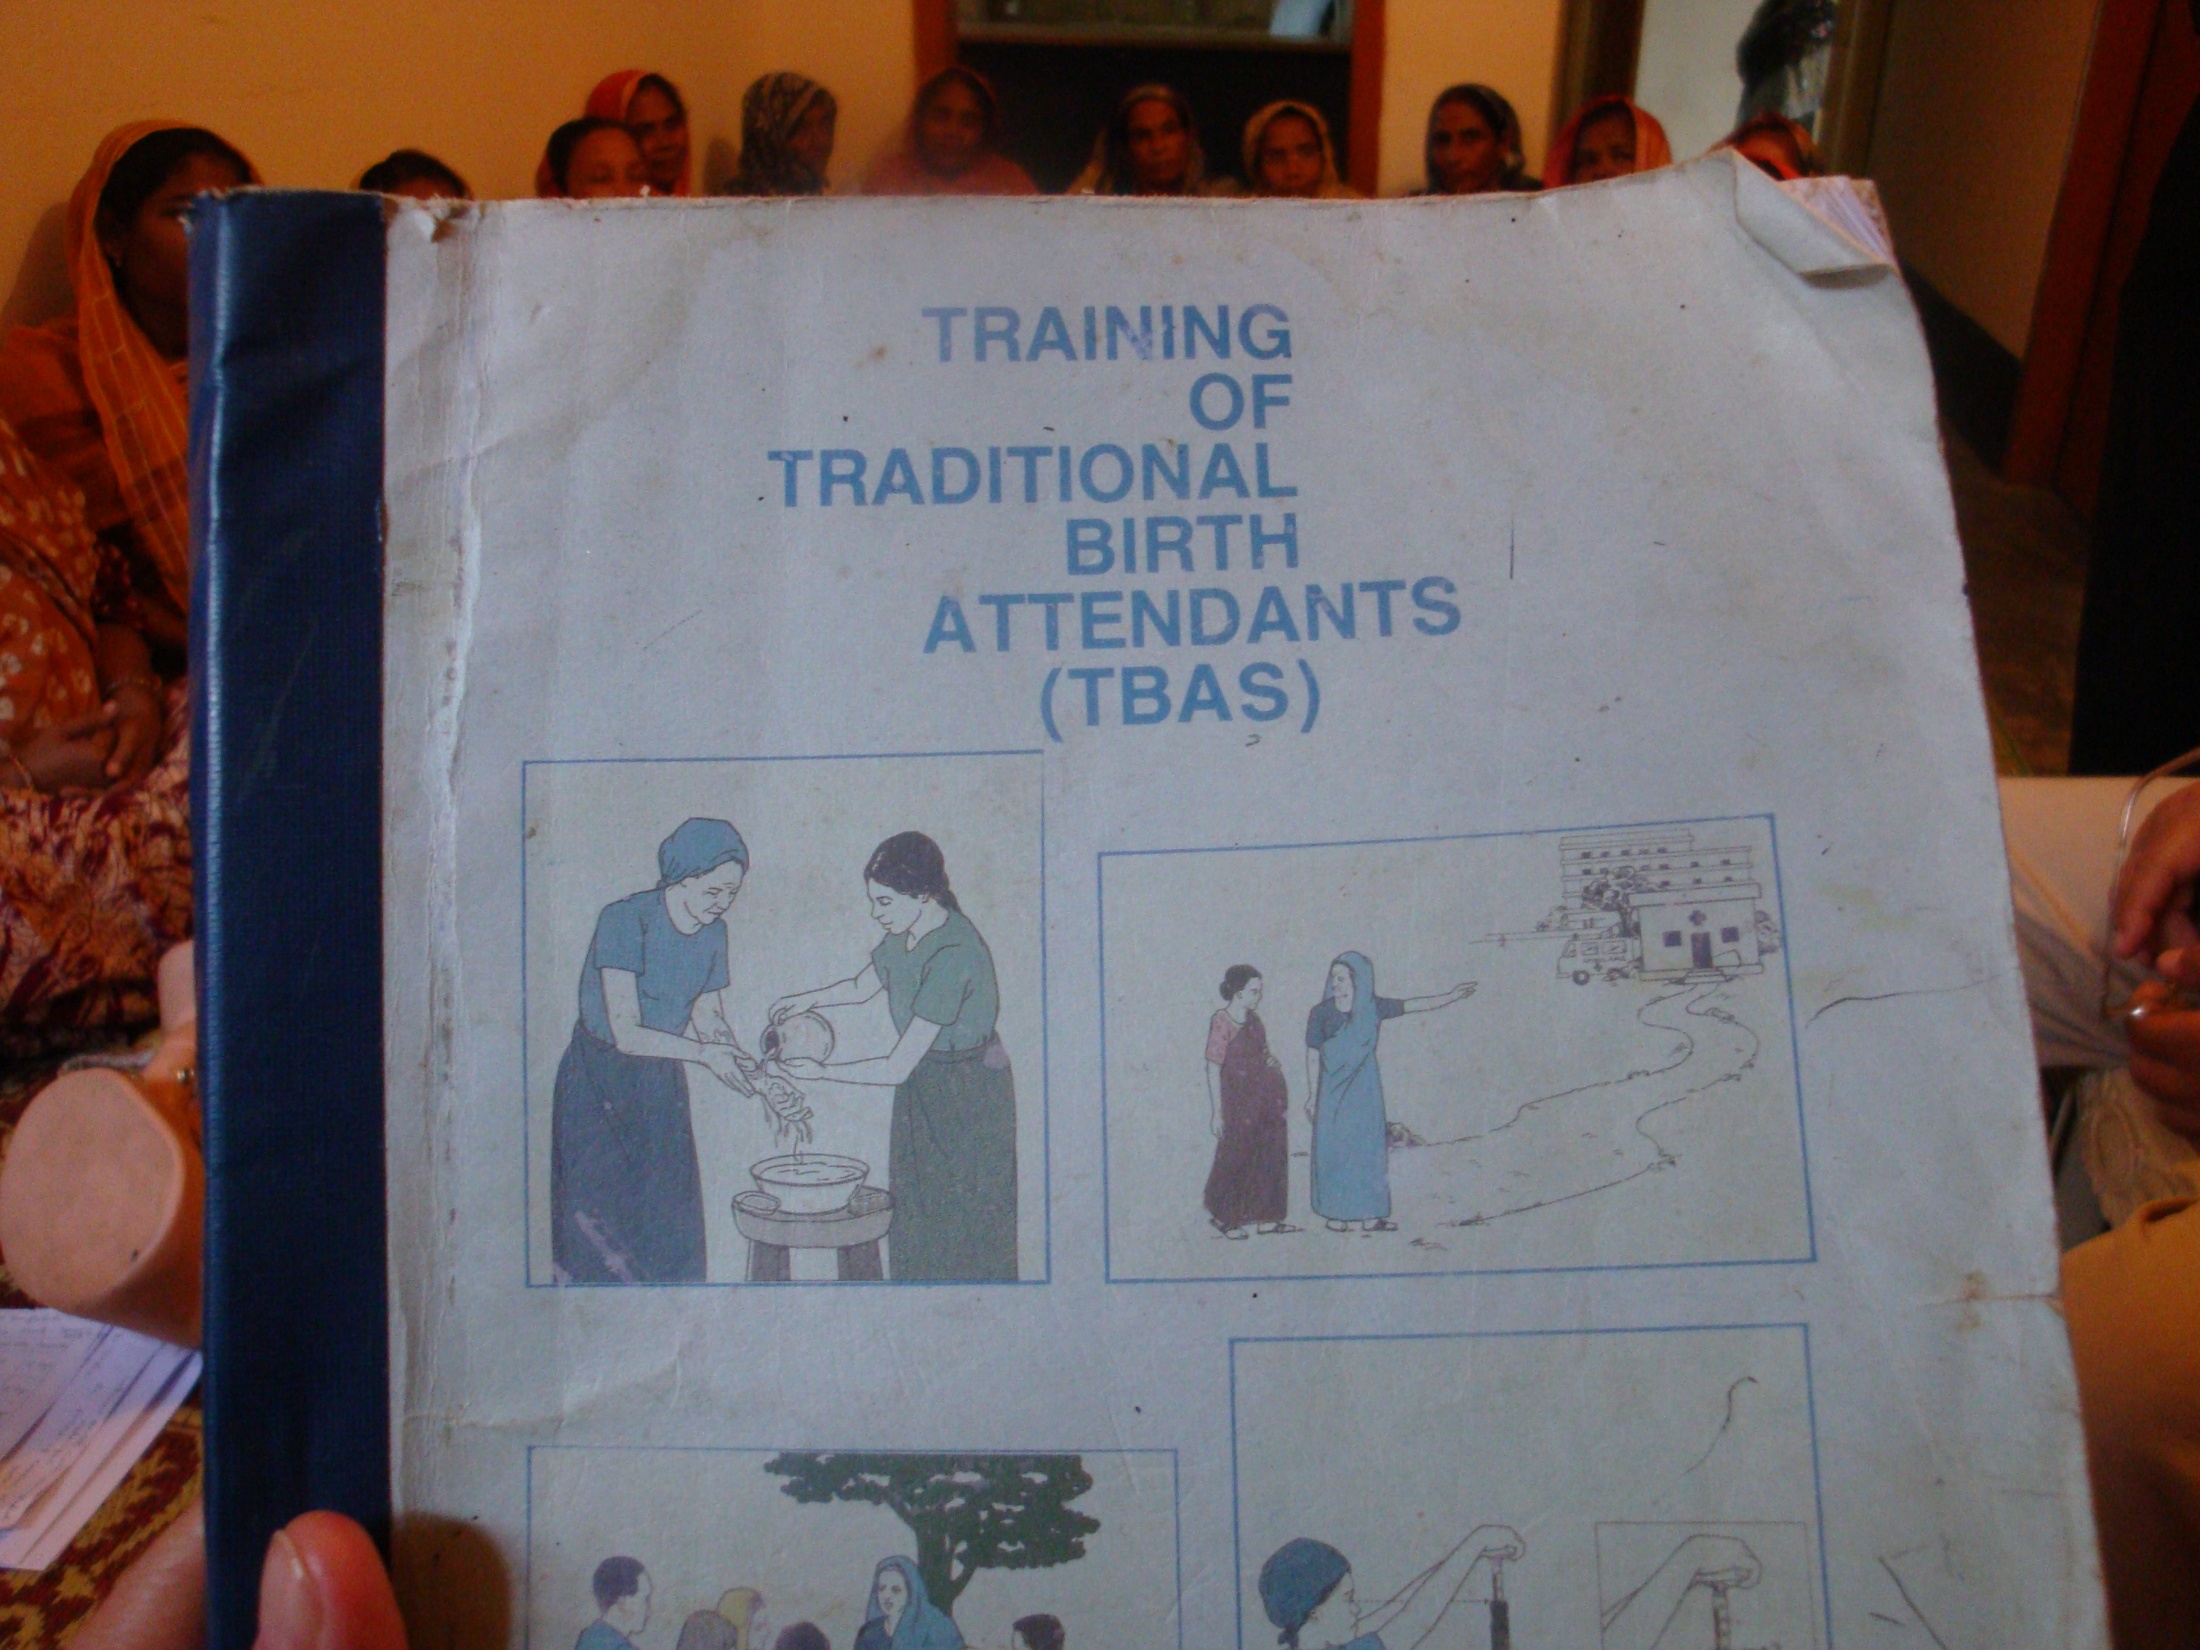 TRAINING
OF
TRADITIONAL
BIRTH
ATTENDANTS
(TBAS)